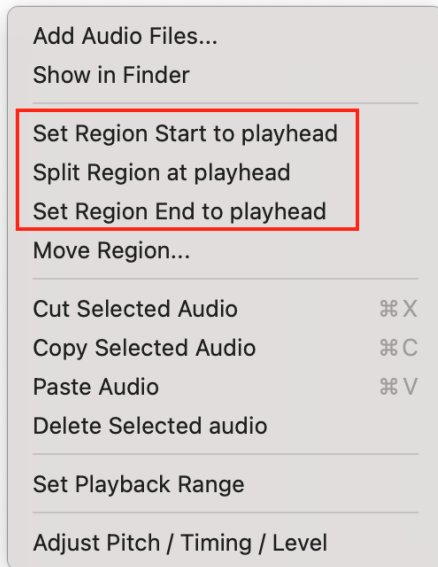 Add Audio Files...
Show in Finder
Set Region Start to playhead
Split Region at playhead
Set Region End to playhead
Move Region...
Cut Selected Audio ⌘X
Copy Selected Audio ⌘C
Paste Audio ⌘V
Delete Selected audio
Set Playback Range
Adjust Pitch / Timing / Level